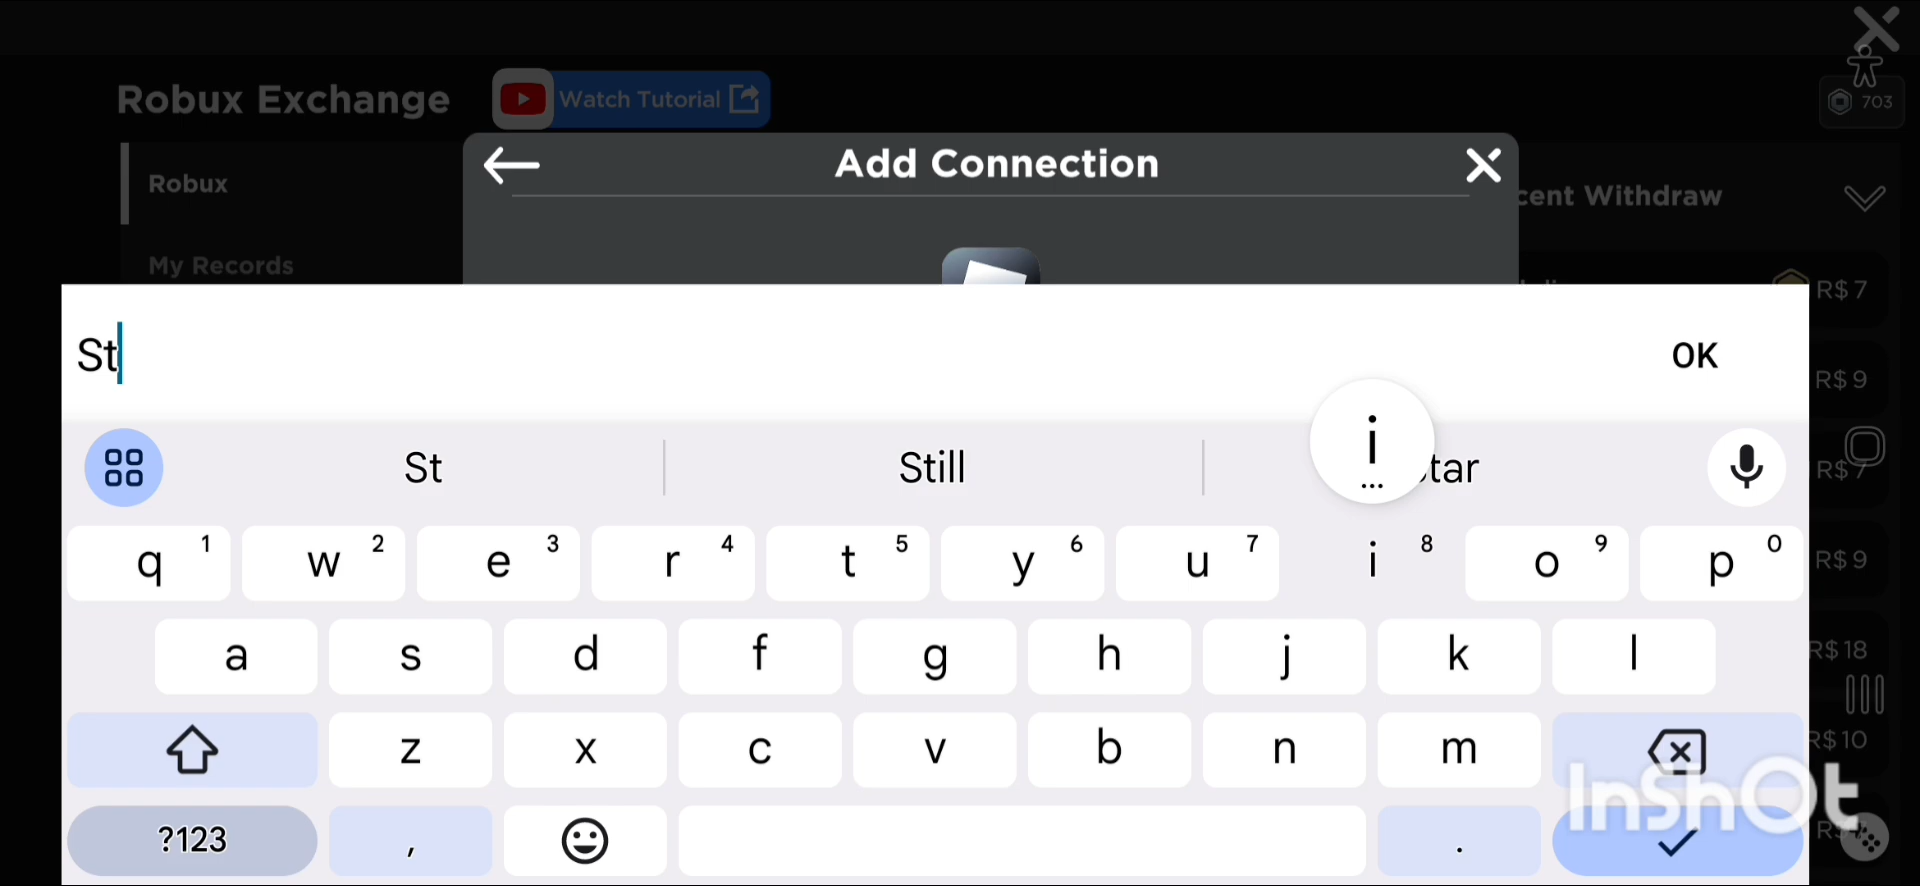 Robux Exchange
Watch Tutorial
703
Add Connection
Robux
cent Withdraw
My Records
R$ 7
St
OK
R$ 9
i
...
St
Still
tar
R$ 7
q 1 w 2 e 3 r 4 t 5 y 6 u 7 i 8 o 9 p 0
R$ 9
a s d f g h j k l
R$ 18
z x c v b n m
R$ 10
InShOt
?123 , .